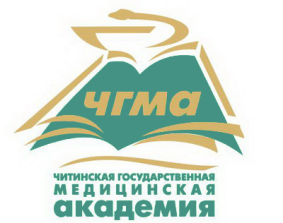 чгма
ЧИТИНСКАЯ ГОСУДАРСТВЕННАЯ
МЕДИЦИНСКАЯ
академия